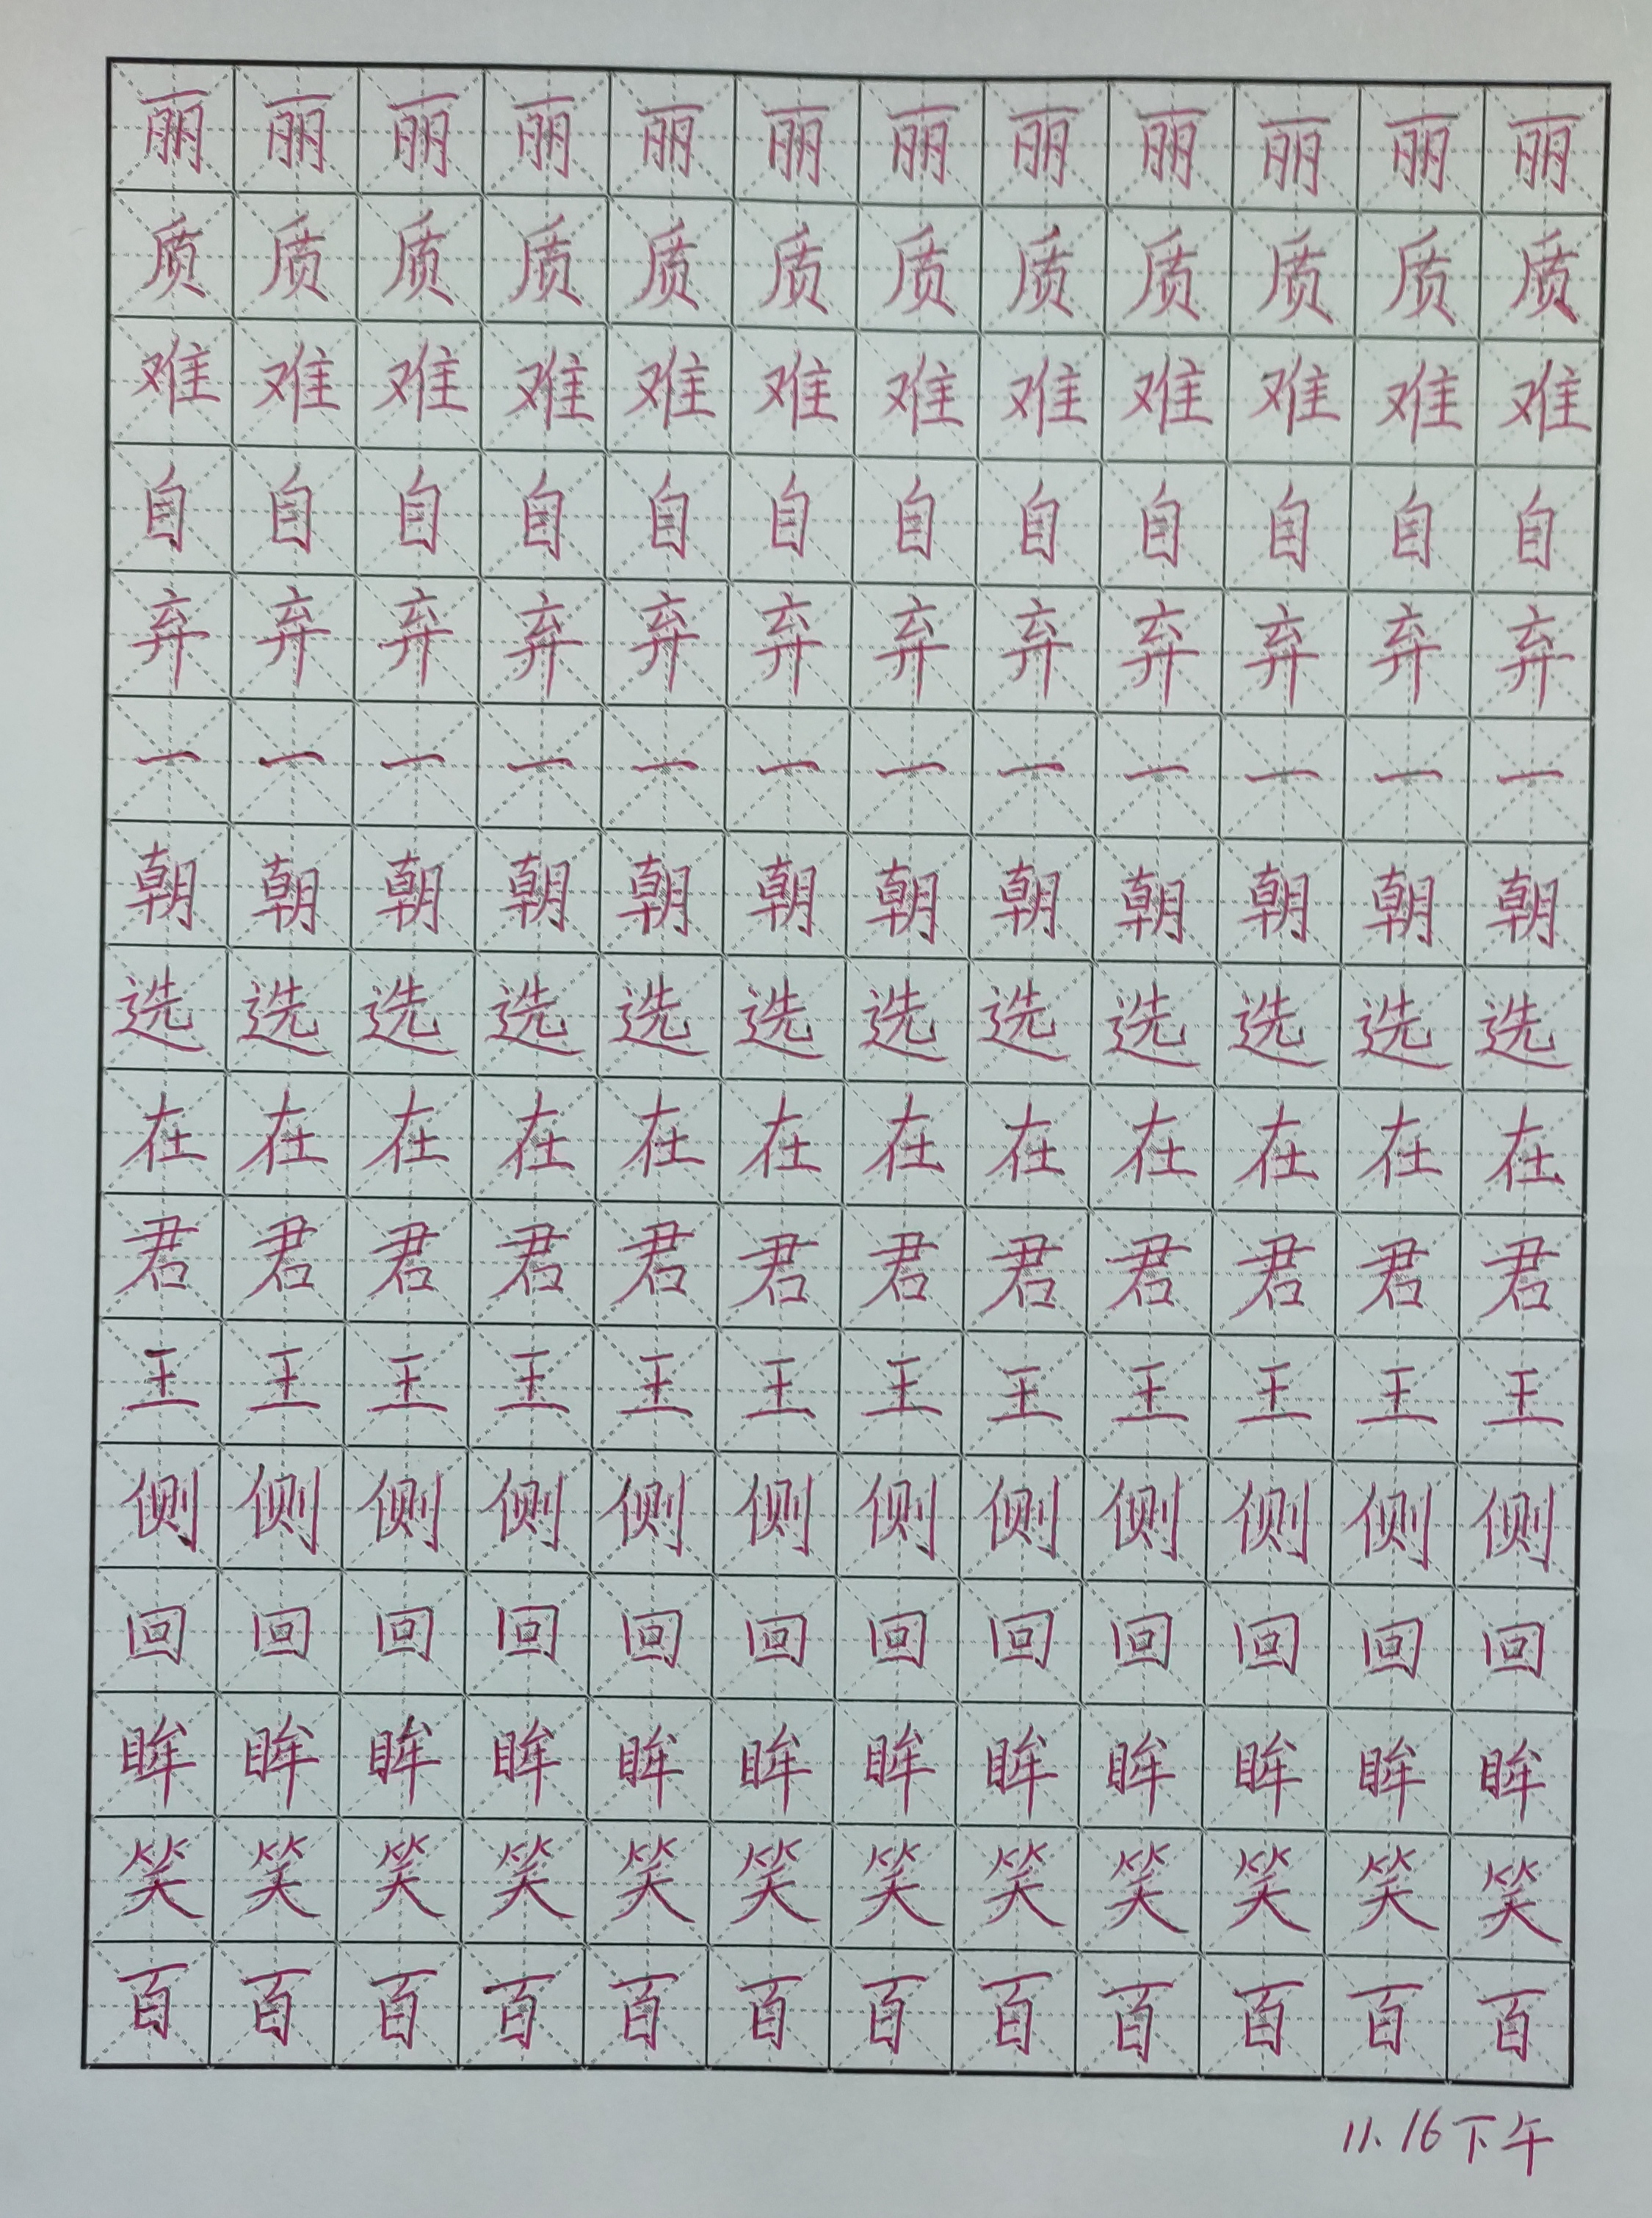 丽丽丽丽丽丽丽丽丽丽丽丽
质质质质质质质质质质质质
难难难难难难难难难难难难
自自自自自自自自自自自自
弃弃弃弃弃弃弃弃弃弃弃弃
一一一一一一一一一一一一
朝朝朝朝朝朝朝朝朝朝朝朝
选选选选选选选选选选选选
在在在在在在在在在在在在
君君君君君君君君君君君君
王王王王王王王王王王王王
侧侧侧侧侧侧侧侧侧侧侧侧
回回回回回回回回回回回回
眸眸眸眸眸眸眸眸眸眸眸眸
笑笑笑笑笑笑笑笑笑笑笑笑
百百百百百百百百百百百百
11.16下午